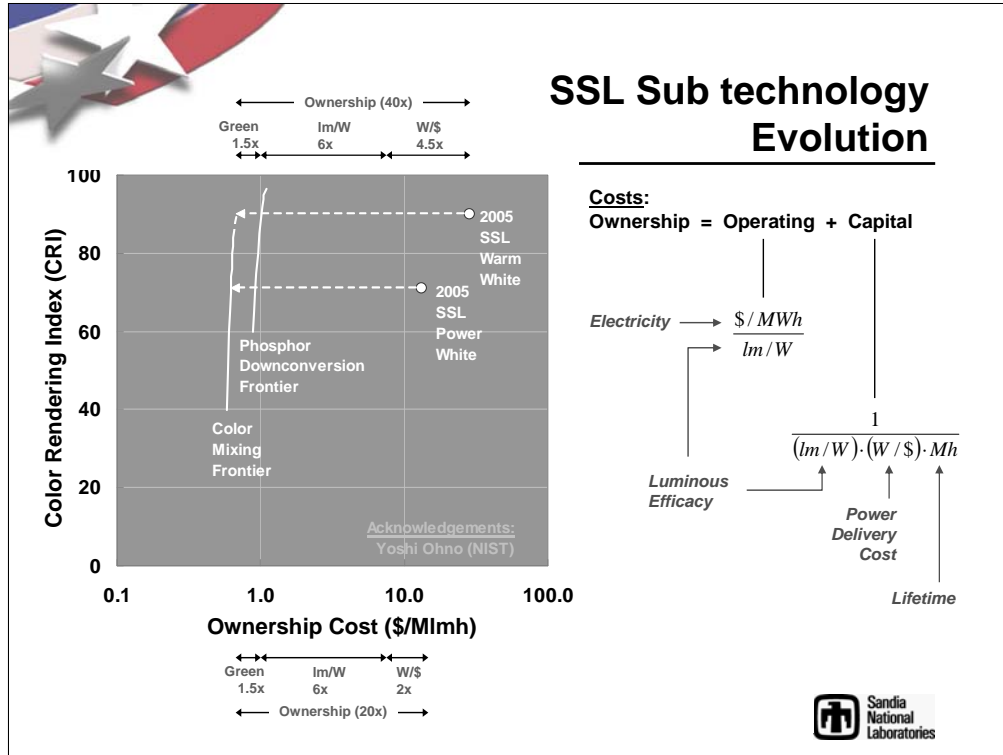 SSL Sub technology
Evolution
Ownership (40x)
Green lm/W W/$
1.5x 6x 4.5x
100
80
60
40
20
0
Color Rendering Index (CRI)
2005
SSL
Warm
White
2005
SSL
Power
White
Phosphor
Downconversion
Frontier
Color
Mixing
Frontier
Acknowledgements:
Yoshi Ohno (NIST)
0.1 1.0 10.0 100.0
Ownership Cost ($/Mlmh)
Green lm/W W/$
1.5x 6x 2x
Ownership (20x)
Costs:
Ownership = Operating + Capital
Electricity
$/MWh
lm/W
1
(lm/W)·(W/$)·Mh
Luminous
Efficacy
Power
Delivery
Cost
Lifetime
Sandia
National
Laboratories